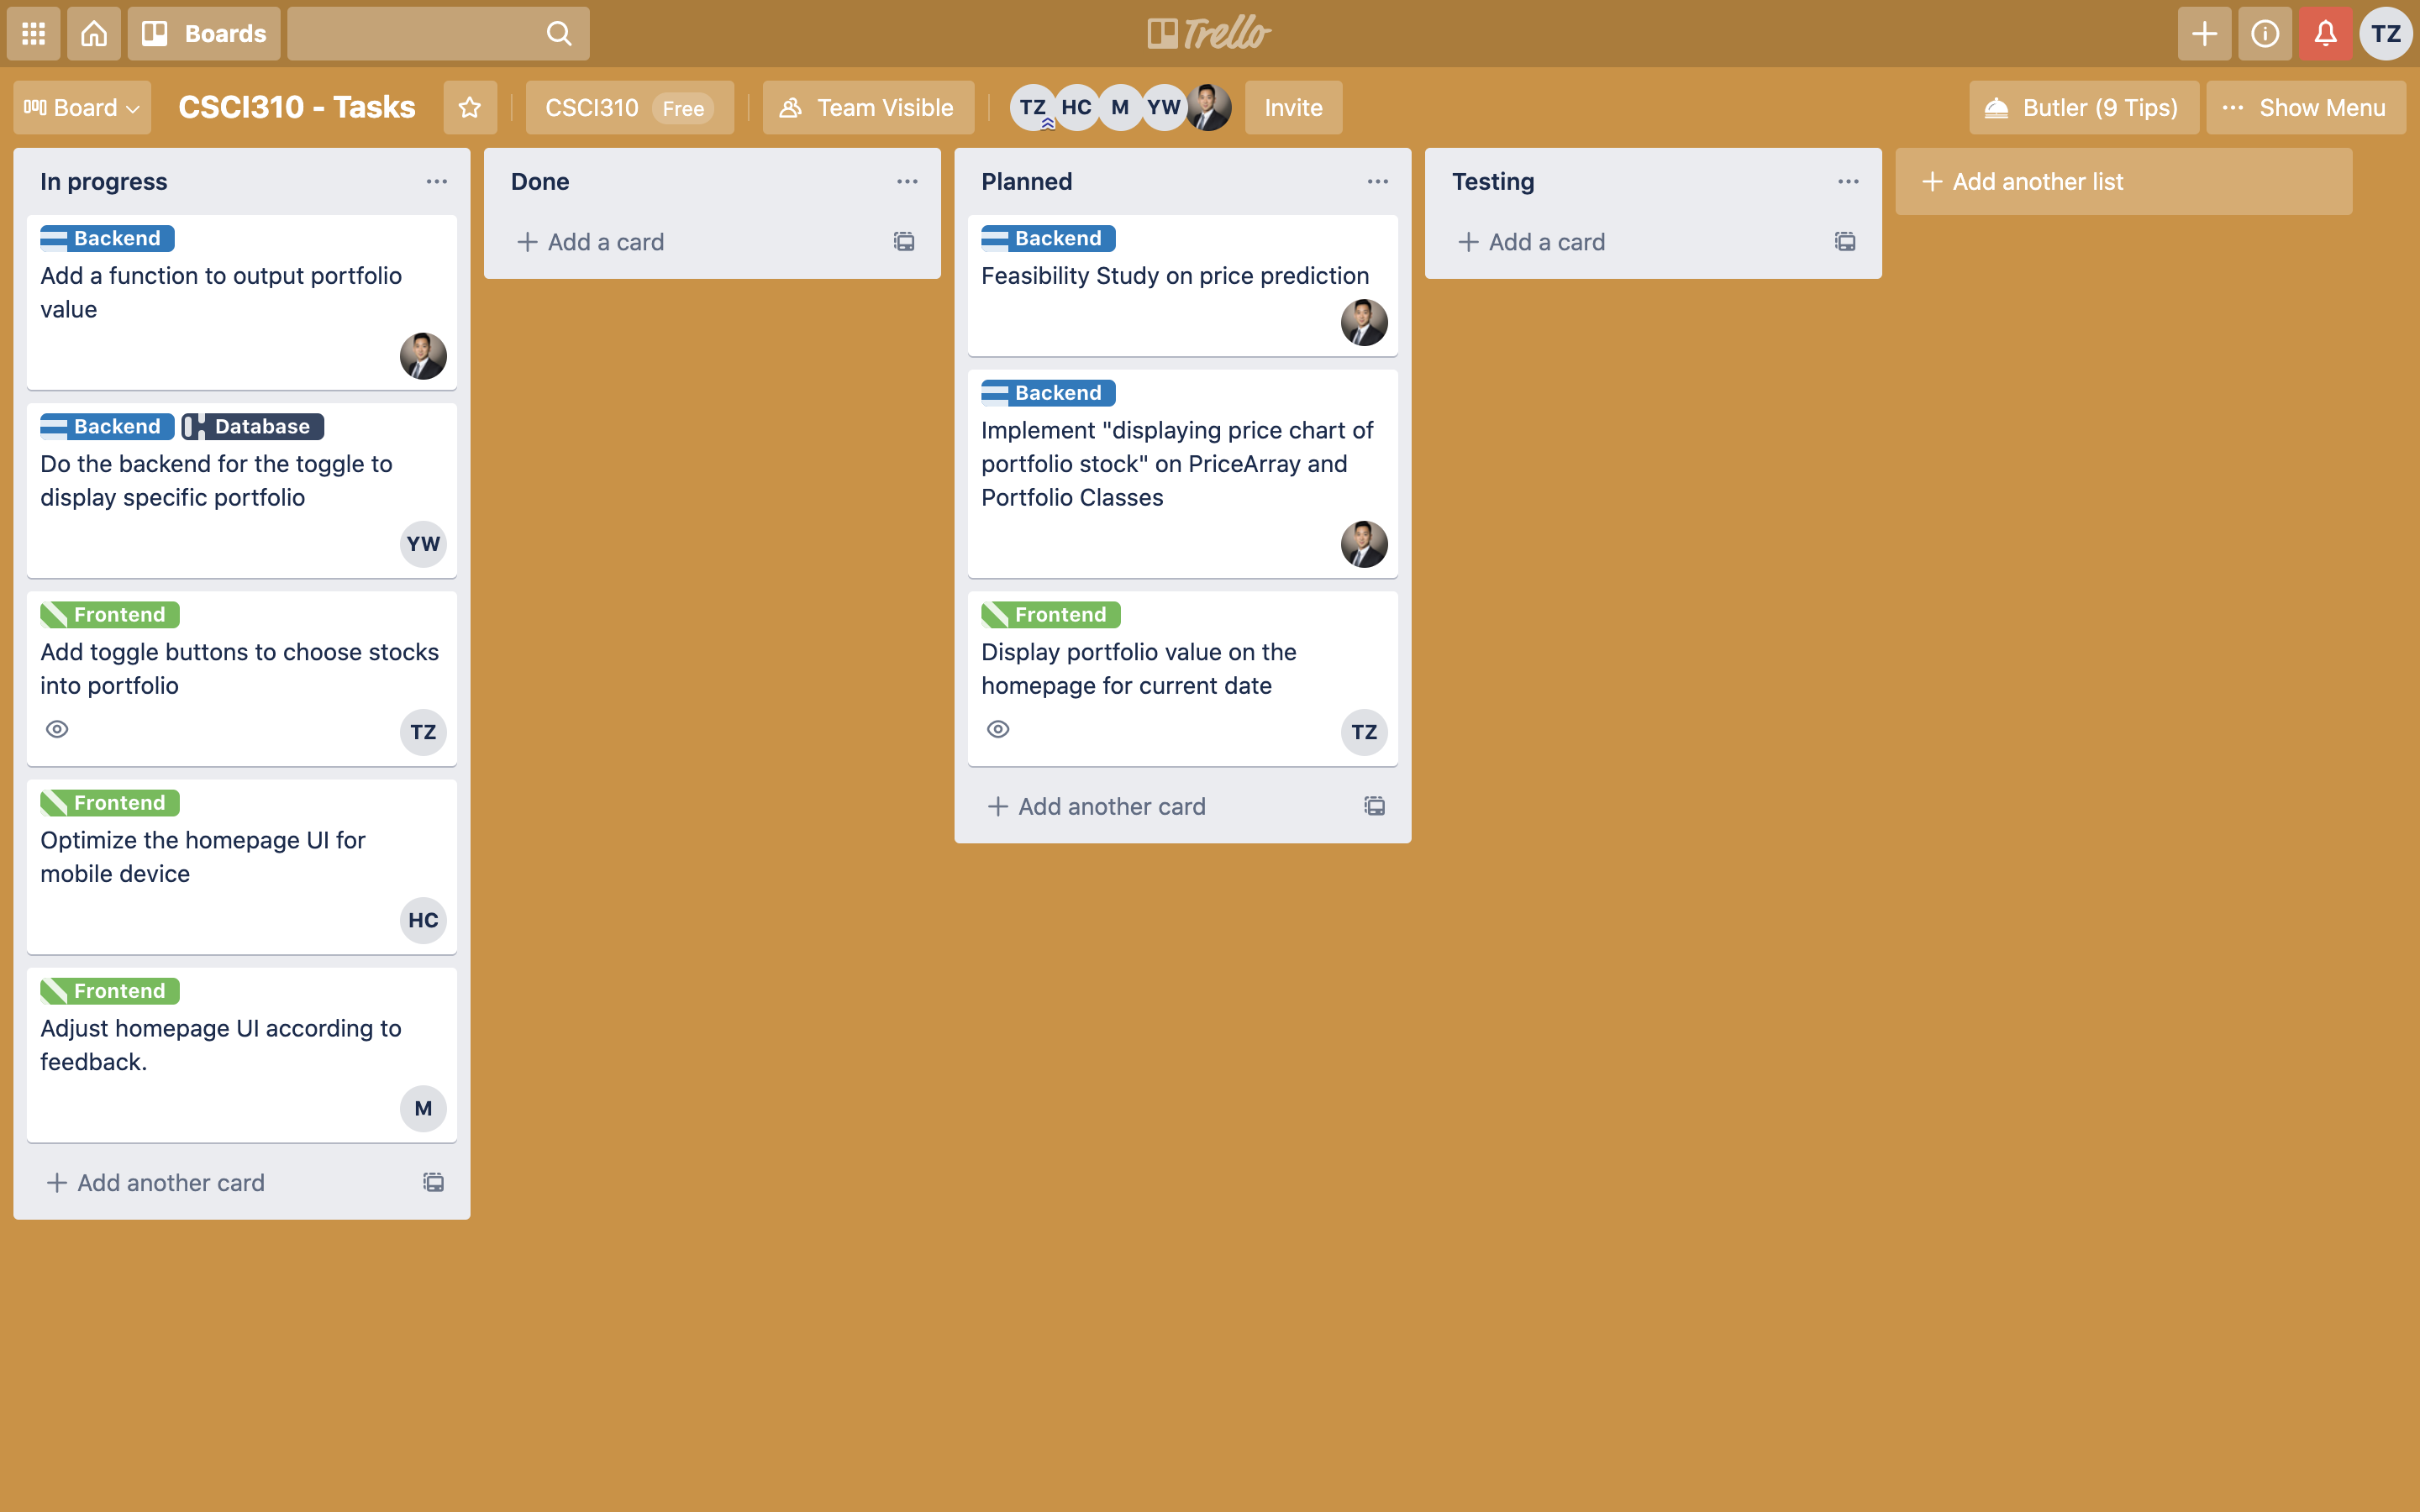 Boards
Trello
TZ
Board
CSCI310 - Tasks
CSCI310 Free
Team Visible
TZ HC M YW
Invite
Butler (9 Tips)
Show Menu
In progress
Backend
Add a function to output portfolio
value
Backend Database
Do the backend for the toggle to
display specific portfolio
YW
Frontend
Add toggle buttons to choose stocks
into portfolio
TZ
Frontend
Optimize the homepage UI for
mobile device
HC
Frontend
Adjust homepage UI according to
feedback.
M
Add another card
Done
Add a card
Planned
Backend
Feasibility Study on price prediction
Backend
Implement "displaying price chart of
portfolio stock" on PriceArray and
Portfolio Classes
Frontend
Display portfolio value on the
homepage for current date
TZ
Add another card
Testing
Add a card
Add another list